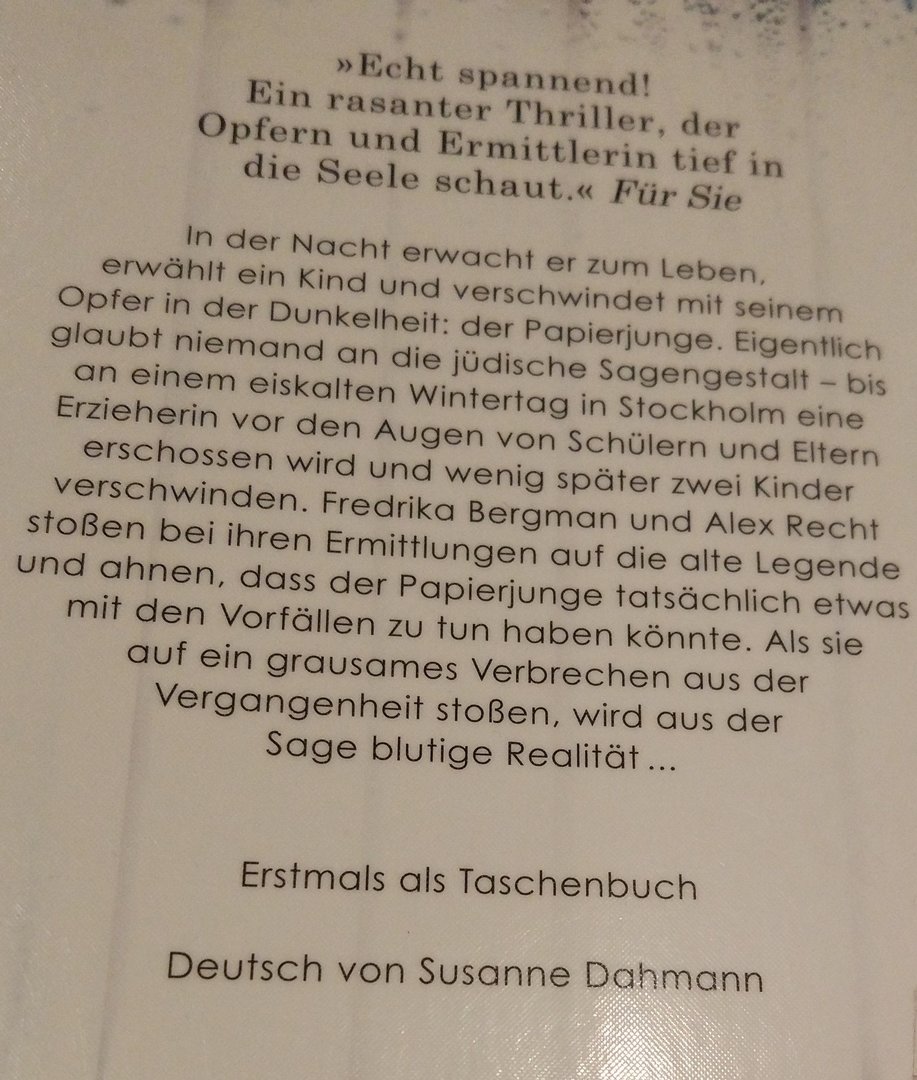 »Echt spannend!
Ein rasanter Thriller, der
Opfern und Ermittlerin tief in
die Seele schaut.« Für Sie
In der Nacht erwacht er zum Leben,
erwählt ein Kind und verschwindet mit seinem
Opfer in der Dunkelheit: der Papierjunge. Eigentlich
glaubt niemand an die jüdische Sagengestalt – bis
an einem eiskalten Wintertag in Stockholm eine
Erzieherin vor den Augen von Schülern und Eltern
erschossen wird und wenig später zwei Kinder
verschwinden. Fredrika Bergman und Alex Recht
stoßen bei ihren Ermittlungen auf die alte Legende
und ahnen, dass der Papierjunge tatsächlich etwas
mit den Vorfällen zu tun haben könnte. Als sie
auf ein grausames Verbrechen aus der
Vergangenheit stoßen, wird aus der
Sage blutige Realität ...
Erstmals als Taschenbuch
Deutsch von Susanne Dahmann